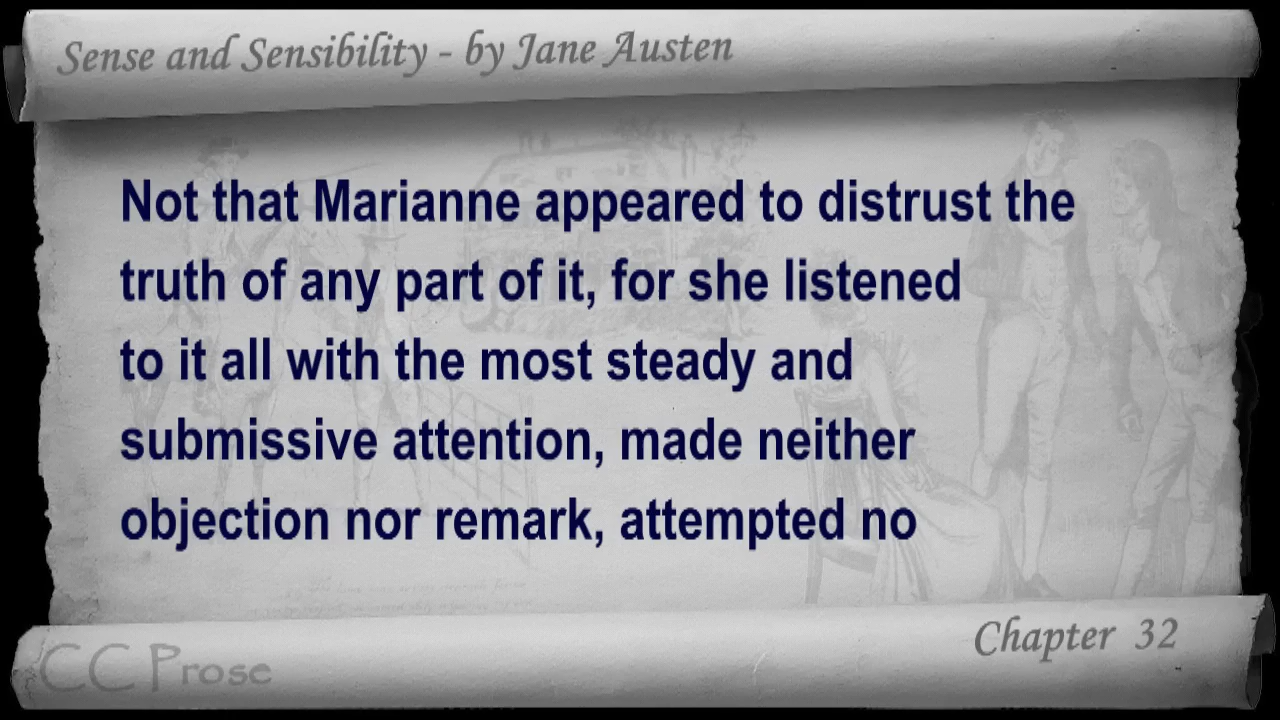 Sense and Sensibility - by Jane Austen
Not that Marianne appeared to distrust the
truth of any part of it, for she listened
to it all with the most steady and
submissive attention, made neither
objection nor remark, attempted no
Chapter 32
CC Prose